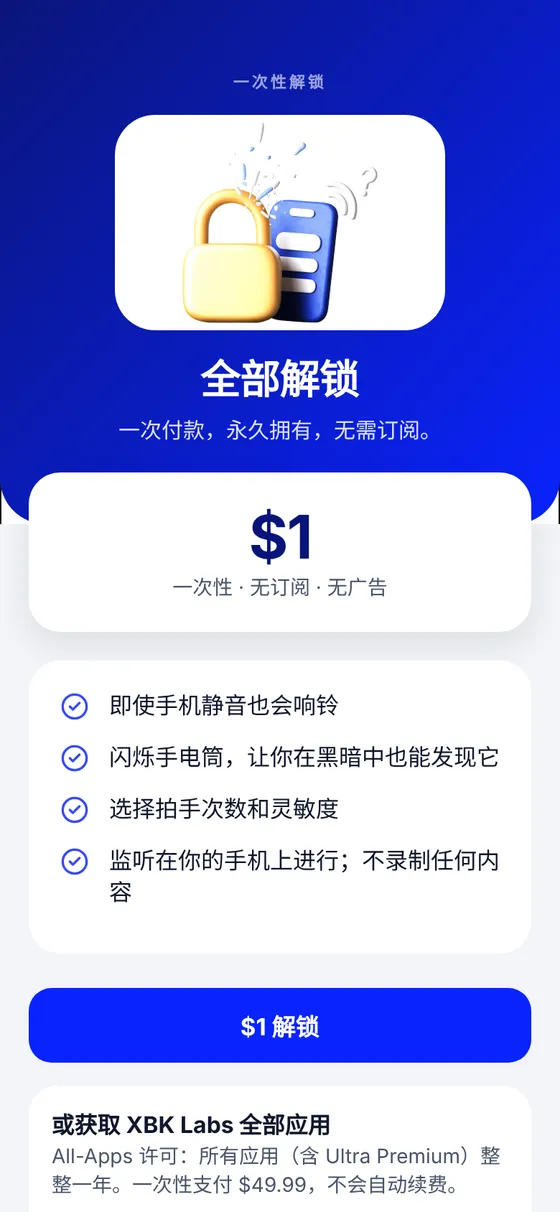 一次性解锁
全部解锁
一次付款，永久拥有，无需订阅。
$1
一次性 · 无订阅 · 无广告
即使手机静音也会响铃
闪烁手电筒，让你在黑暗中也能发现它
选择拍手次数和灵敏度
监听在你的手机上进行；不录制任何内
容
$1 解锁
或获取 XBK Labs 全部应用
All-Apps 许可：所有应用（含 Ultra Premium）整
整一年。一次性支付 $49.99，不会自动续费。